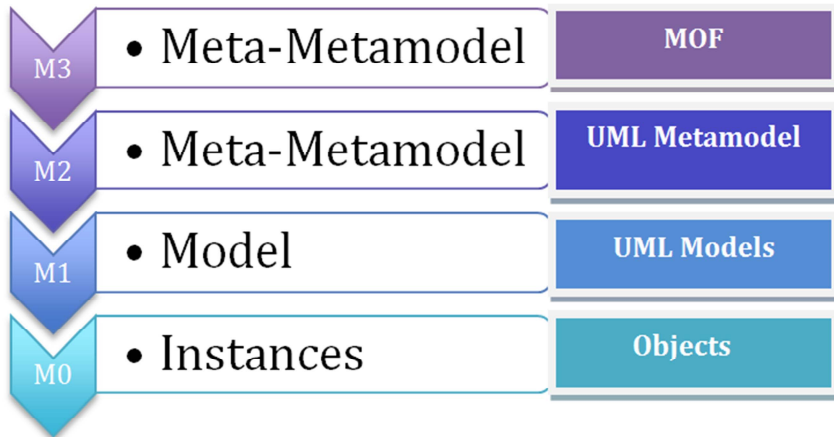 M3
• Meta-Metamodel
MOF
M2
• Meta-Metamodel
UML Metamodel
M1
• Model
UML Models
M0
• Instances
Objects